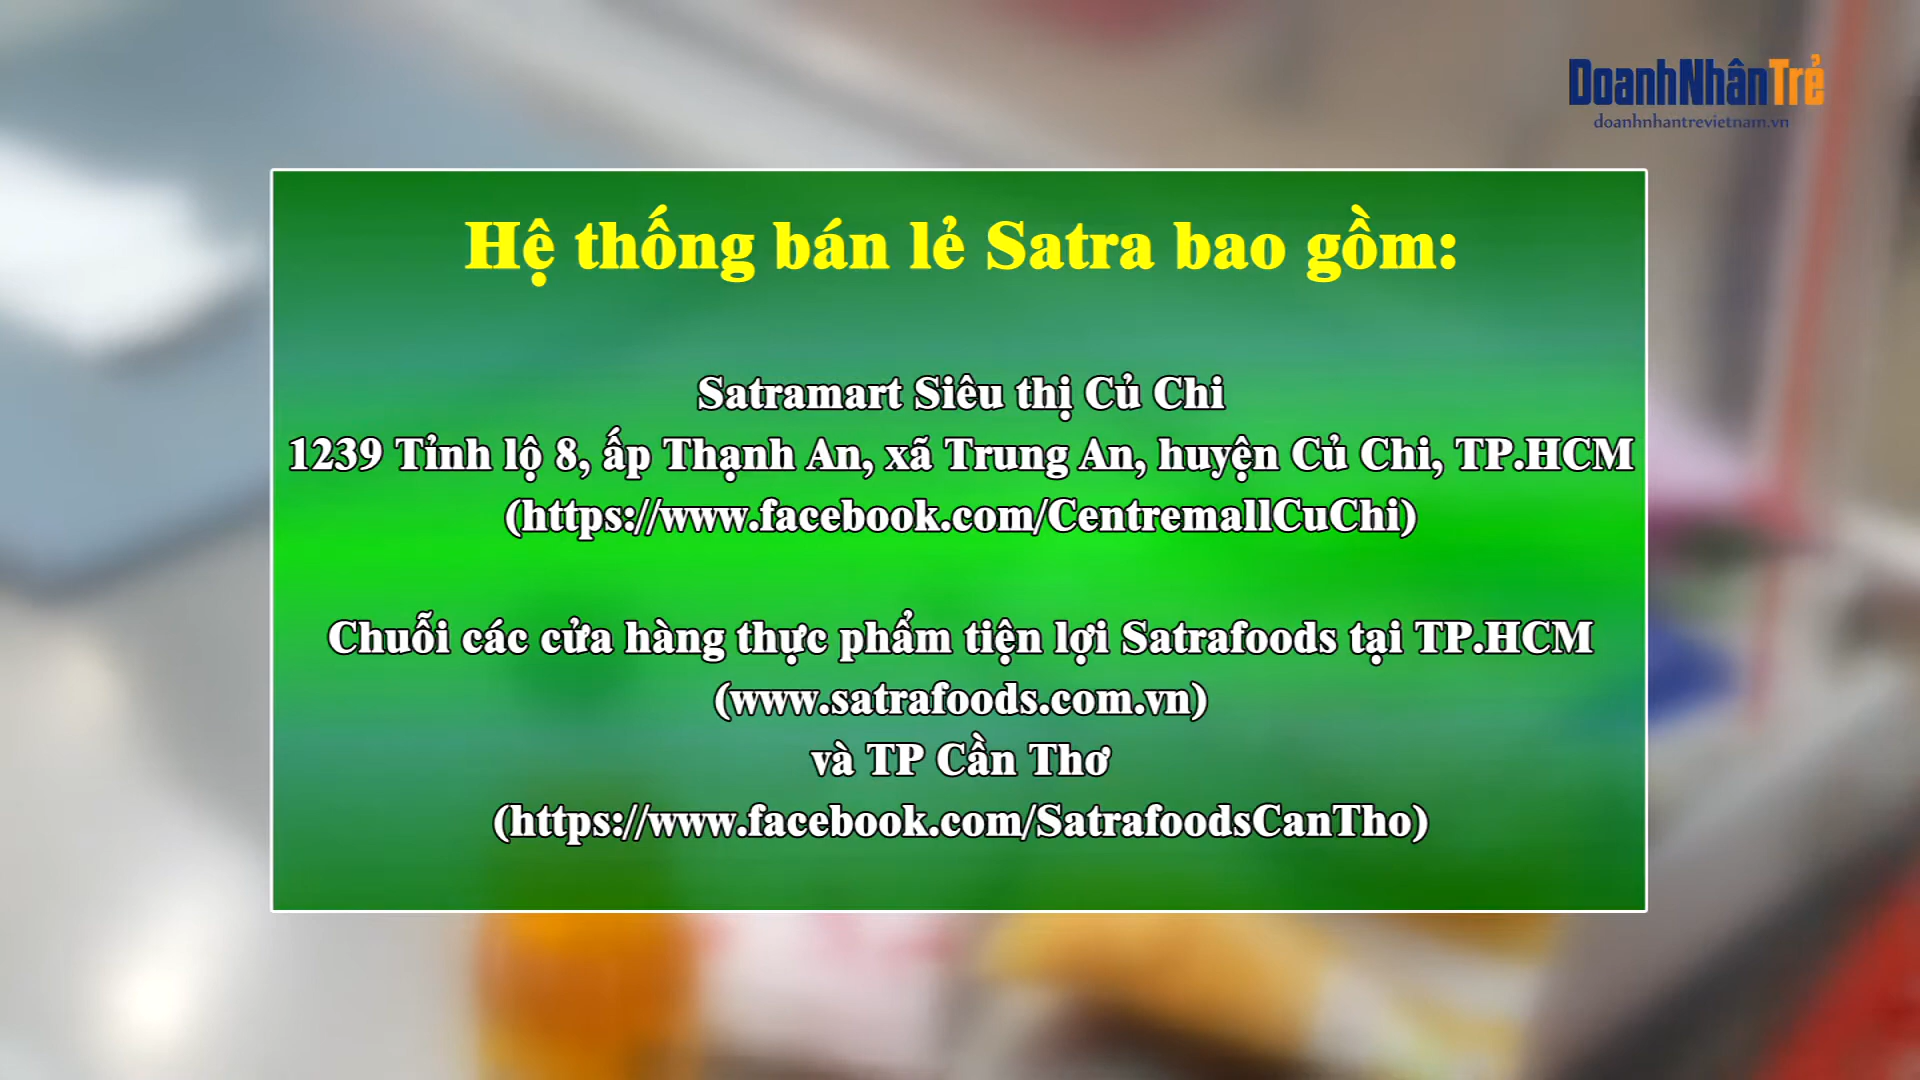 DoanhNhânTrẻ
doanhnhantrevietnam.vn
Hệ thống bán lẻ Satra bao gồm:
Satramart Siêu thị Củ Chi
1239 Tỉnh lộ 8, ấp Thạnh An, xã Trung An, huyện Củ Chi, TP.HCM
(https://www.facebook.com/CentremallCuChi)
Chuỗi các cửa hàng thực phẩm tiện lợi Satrafoods tại TP.HCM
(www.satrafoods.com.vn)
và TP Cần Thơ
(https://www.facebook.com/SatrafoodsCanTho)